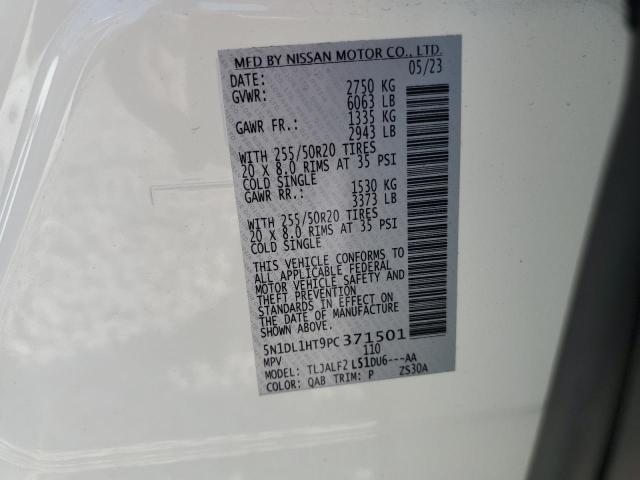 MFD BY NISSAN MOTOR CO., LTD.
DATE: 05/23
GVWR: 2750 KG
6063 LB
GAWR FR.: 1335 KG
2943 LB
WITH 255/50R20 TIRES
20 X 8.0 RIMS AT 35 PSI
COLD SINGLE
GAWR RR.: 1530 KG
3373 LB
WITH 255/50R20 TIRES
20 X 8.0 RIMS AT 35 PSI
COLD SINGLE
THIS VEHICLE CONFORMS TO
ALL APPLICABLE FEDERAL
MOTOR VEHICLE SAFETY AND
THEFT PREVENTION
STANDARDS IN EFFECT ON
THE DATE OF MANUFACTURE
SHOWN ABOVE.
5N1DL1HT9PC371501
MPV 110
MODEL: TLJALF2 L51DU6---AA
COLOR: QAB TRIM: P ZS30A